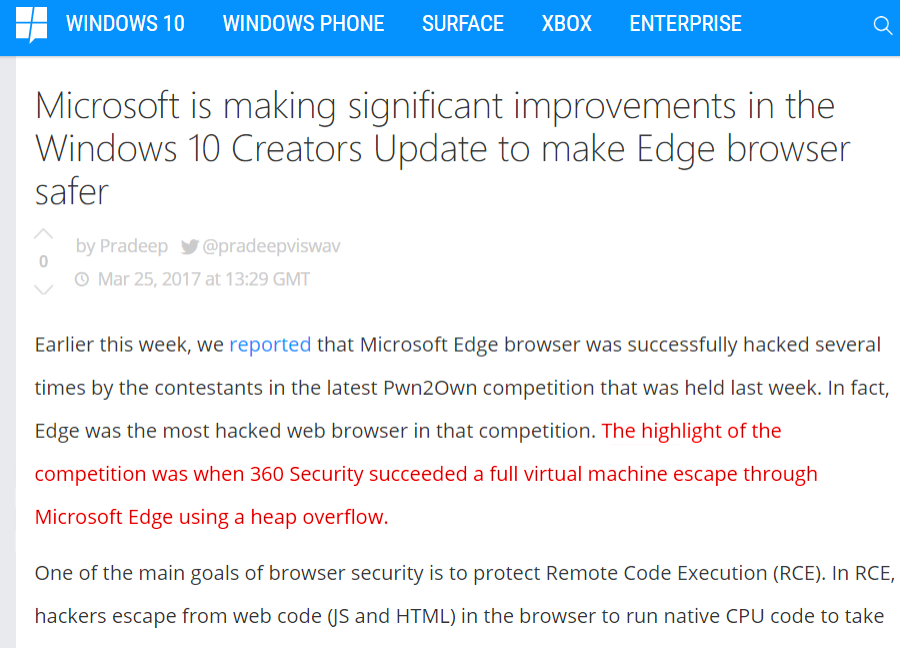 WINDOWS 10 WINDOWS PHONE SURFACE XBOX ENTERPRISE
Microsoft is making significant improvements in the
Windows 10 Creators Update to make Edge browser
safer
by Pradeep @pradeepviswav
0
Mar 25, 2017 at 13:29 GMT
Earlier this week, we reported that Microsoft Edge browser was successfully hacked several
times by the contestants in the latest Pwn2Own competition that was held last week. In fact,
Edge was the most hacked web browser in that competition. The highlight of the
competition was when 360 Security succeeded a full virtual machine escape through
Microsoft Edge using a heap overflow.
One of the main goals of browser security is to protect Remote Code Execution (RCE). In RCE,
hackers escape from web code (JS and HTML) in the browser to run native CPU code to take